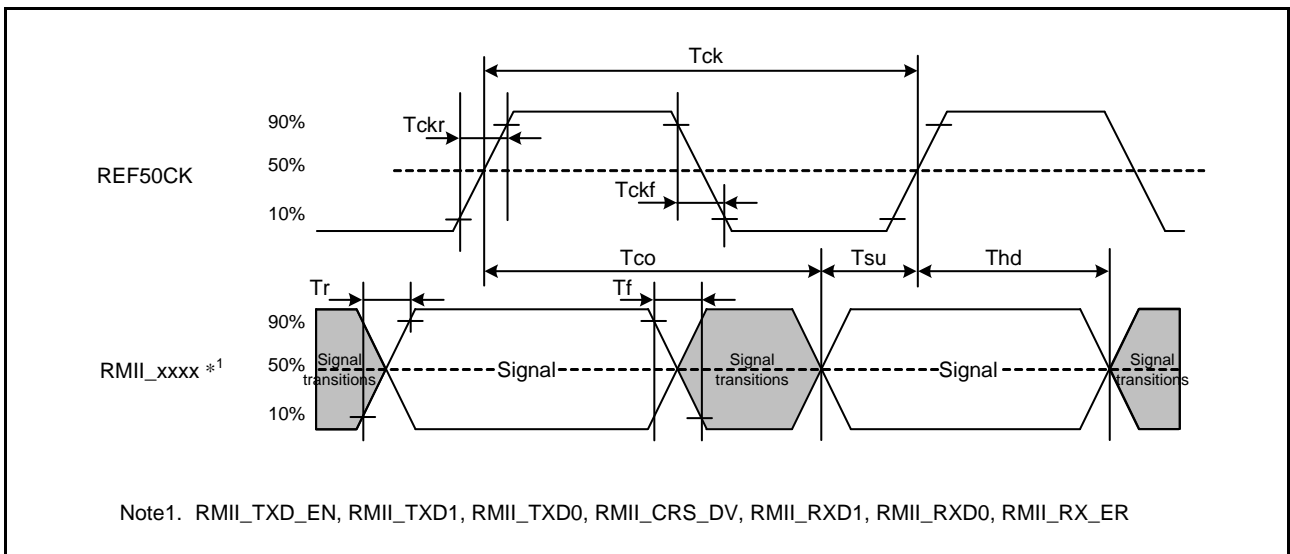 Tck
90%
Tckr
50%
REF50CK
Tckf
10%
Tco
Tsu
Thd
Tr
Tf
90%
RMII_xxxx *1
50%
Signal
transitions
Signal
Signal
transitions
Signal
Signal
transitions
10%
Note1. RMII_TXD_EN, RMII_TXD1, RMII_TXD0, RMII_CRS_DV, RMII_RXD1, RMII_RXD0, RMII_RX_ER